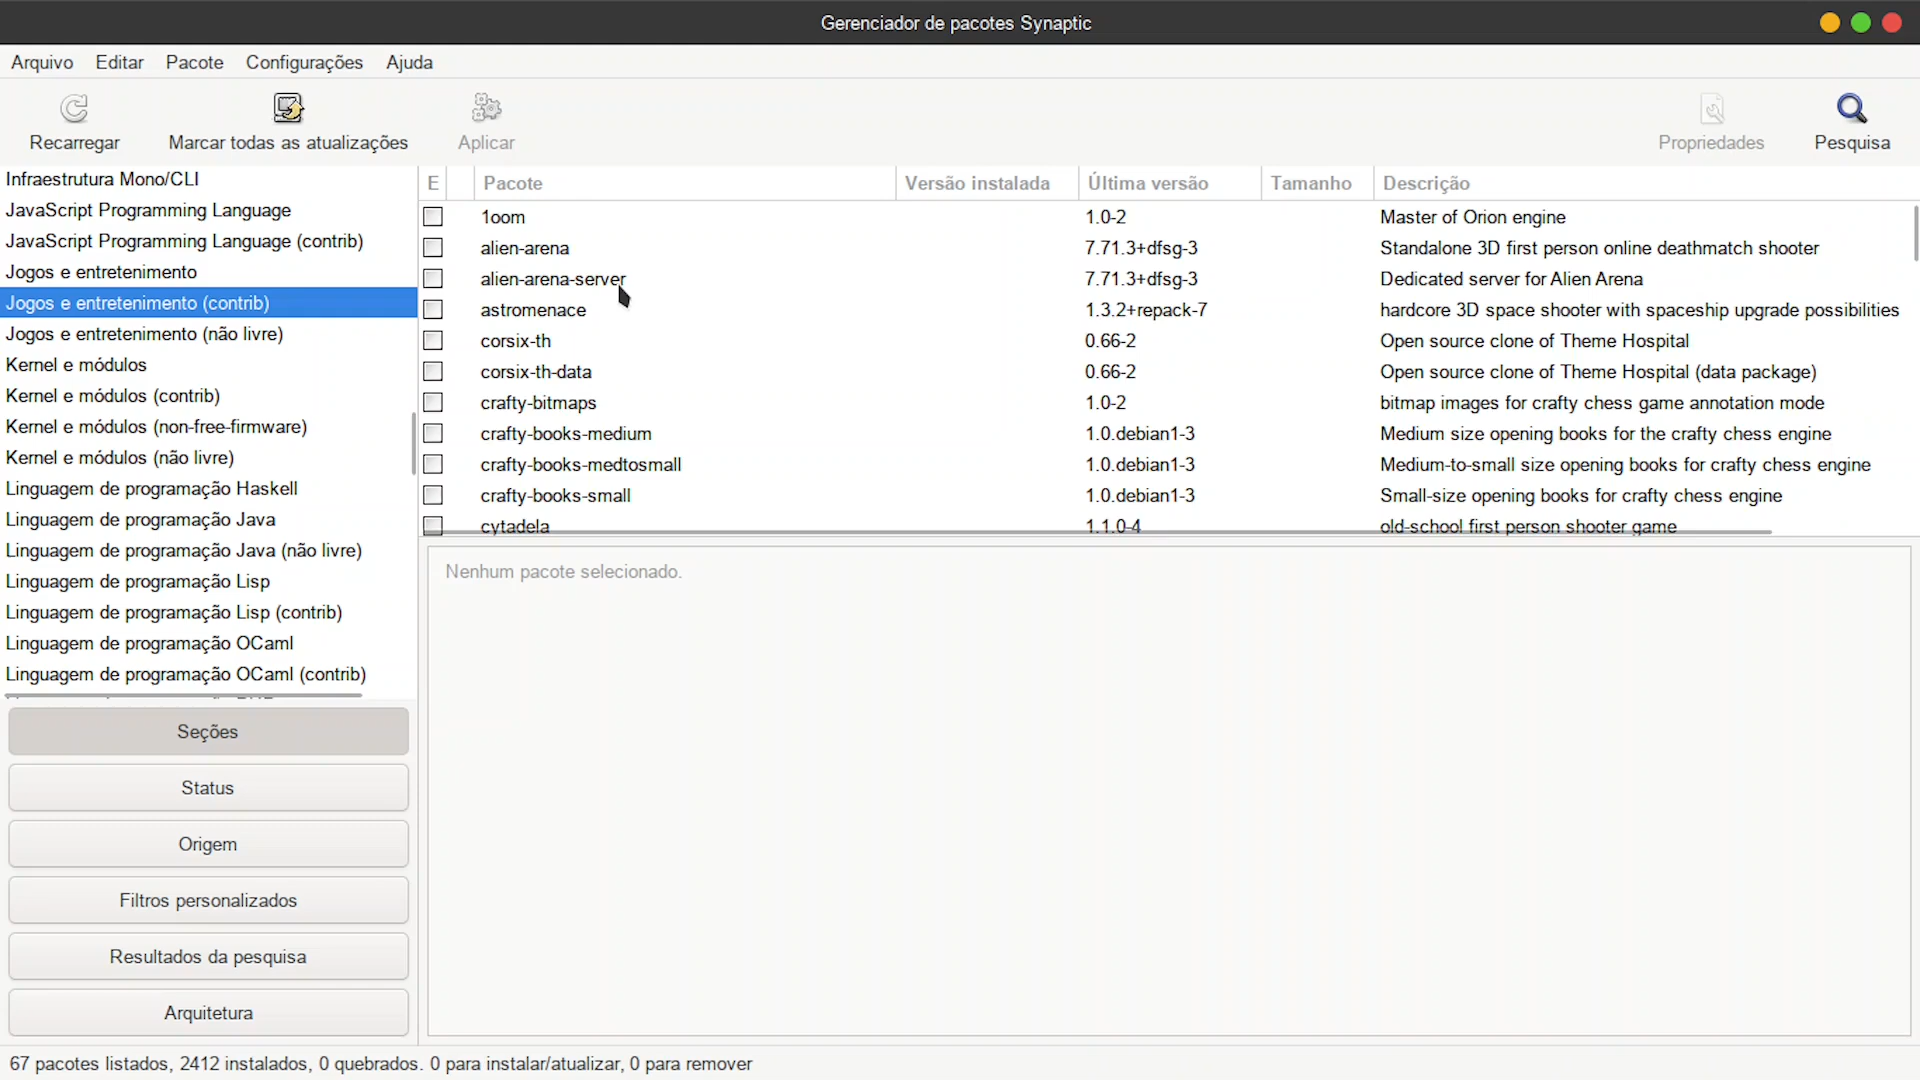 Gerenciador de pacotes Synaptic
Arquivo Editar Pacote Configurações Ajuda
Recarregar Marcar todas as atualizações Aplicar Propriedades Pesquisa
Infraestrutura Mono/CLI
JavaScript Programming Language
JavaScript Programming Language (contrib)
Jogos e entretenimento
Jogos e entretenimento (contrib)
Jogos e entretenimento (não livre)
Kernel e módulos
Kernel e módulos (contrib)
Kernel e módulos (non-free-firmware)
Kernel e módulos (não livre)
Linguagem de programação Haskell
Linguagem de programação Java
Linguagem de programação Java (não livre)
Linguagem de programação Lisp
Linguagem de programação Lisp (contrib)
Linguagem de programação OCaml
Linguagem de programação OCaml (contrib)
Seções
Status
Origem
Filtros personalizados
Resultados da pesquisa
Arquitetura
E Pacote Versão instalada Última versão Tamanho Descrição
1oom 1.0-2 Master of Orion engine
alien-arena 7.71.3+dfsg-3 Standalone 3D first person online deathmatch shooter
alien-arena-server 7.71.3+dfsg-3 Dedicated server for Alien Arena
astromenace 1.3.2+repack-7 hardcore 3D space shooter with spaceship upgrade possibilities
corsix-th 0.66-2 Open source clone of Theme Hospital
corsix-th-data 0.66-2 Open source clone of Theme Hospital (data package)
crafty-bitmaps 1.0-2 bitmap images for crafty chess game annotation mode
crafty-books-medium 1.0.debian1-3 Medium size opening books for the crafty chess engine
crafty-books-medtosmall 1.0.debian1-3 Medium-to-small size opening books for crafty chess engine
crafty-books-small 1.0.debian1-3 Small-size opening books for crafty chess engine
cytadela 1.1.0-4 old-school first person shooter game
Nenhum pacote selecionado.
67 pacotes listados, 2412 instalados, 0 quebrados. 0 para instalar/atualizar, 0 para remover